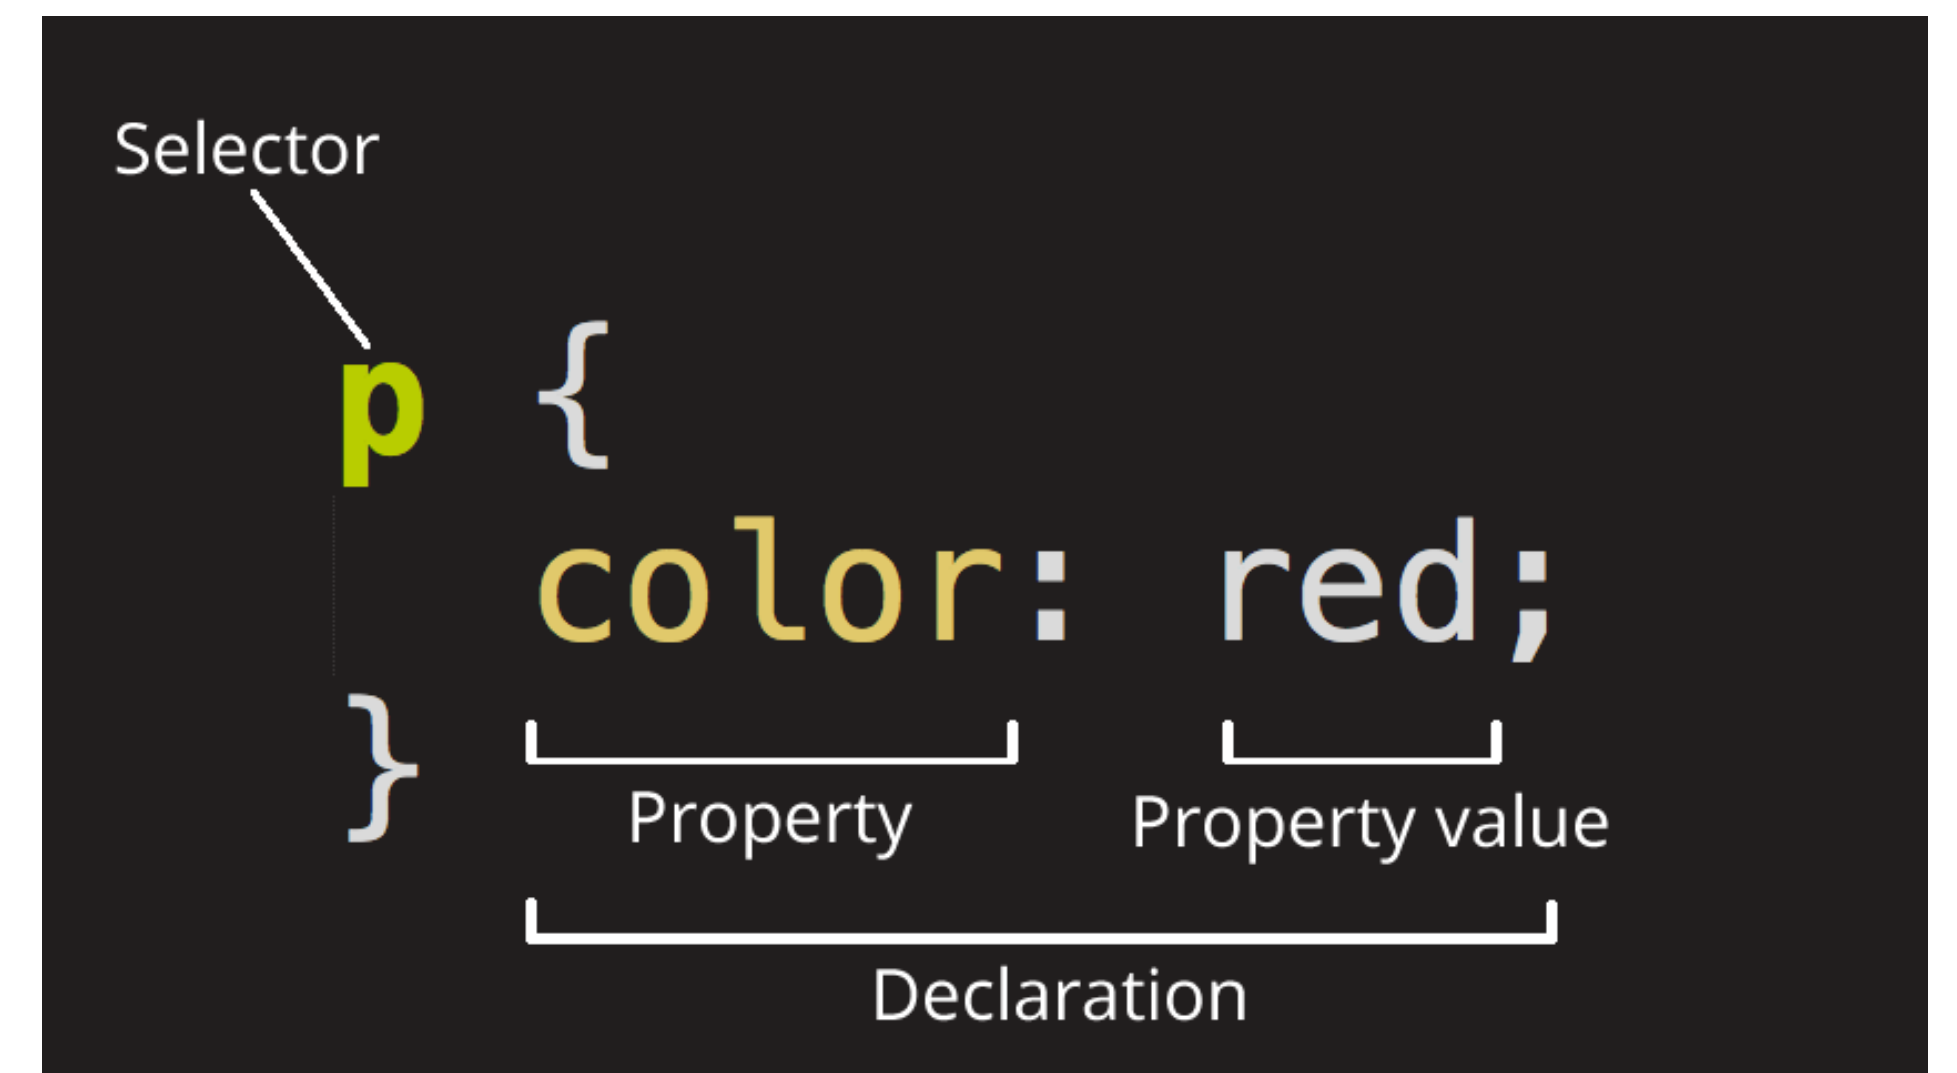 Selector
p {
color: red;
}
Property
Property value
Declaration